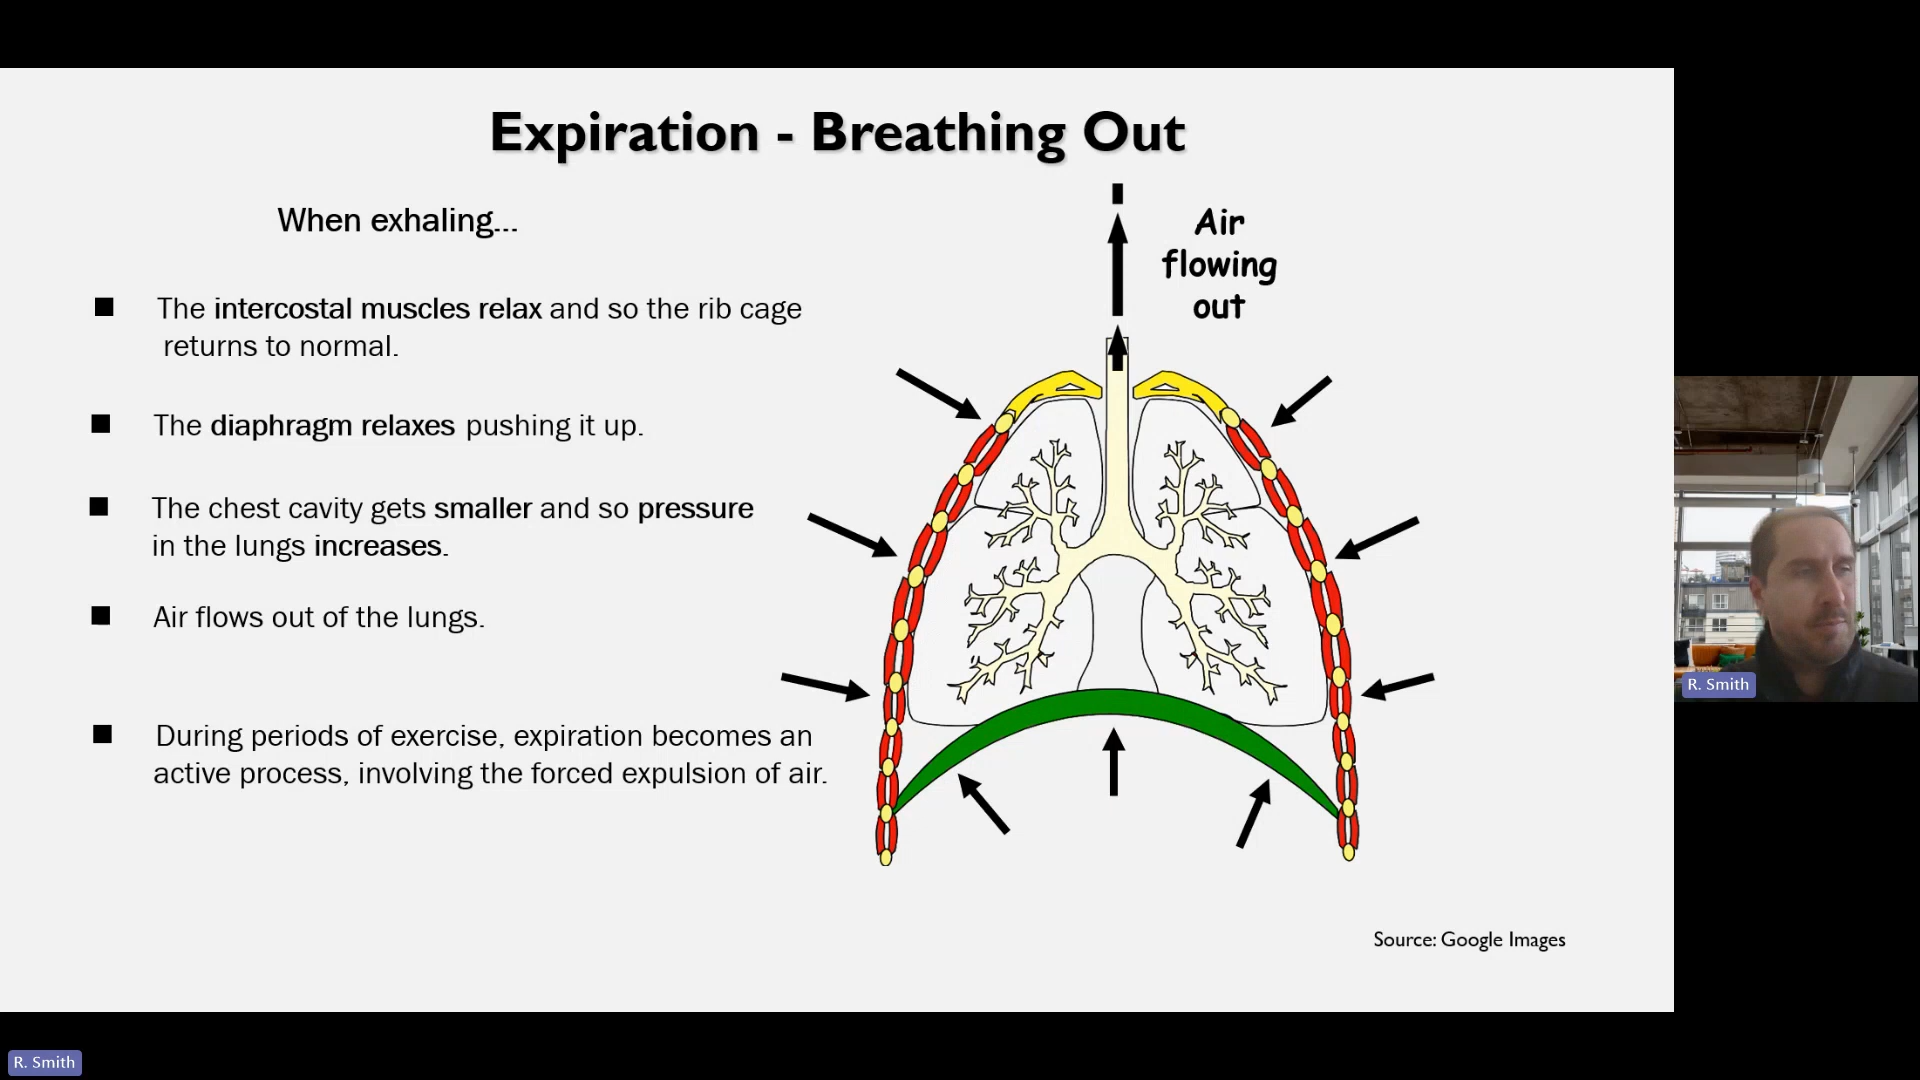 Expiration - Breathing Out
When exhaling...
■ The intercostal muscles relax and so the rib cage
returns to normal.
■ The diaphragm relaxes pushing it up.
■ The chest cavity gets smaller and so pressure
in the lungs increases.
■ Air flows out of the lungs.
■ During periods of exercise, expiration becomes an
active process, involving the forced expulsion of air.
Air
flowing
out
Source: Google Images
R. Smith
R. Smith